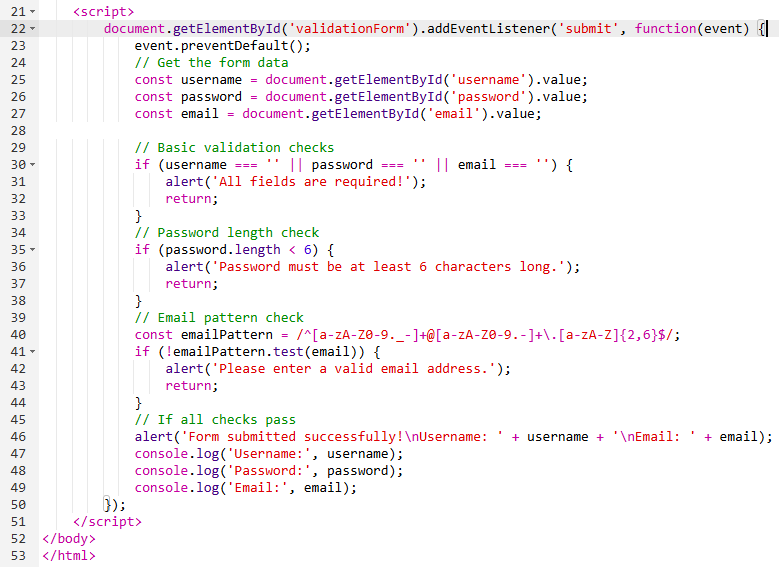 21 <script>
22 document.getElementById('validationForm').addEventListener('submit', function(event) {
23 event.preventDefault();
24 // Get the form data
25 const username = document.getElementById('username').value;
26 const password = document.getElementById('password').value;
27 const email = document.getElementById('email').value;
28
29 // Basic validation checks
30 if (username === '' || password === '' || email === '') {
31 alert('All fields are required!');
32 return;
33 }
34 // Password length check
35 if (password.length < 6) {
36 alert('Password must be at least 6 characters long.');
37 return;
38 }
39 // Email pattern check
40 const emailPattern = /^[a-zA-Z0-9._-]+@[a-zA-Z0-9.-]+\.[a-zA-Z]{2,6}$/;
41 if (!emailPattern.test(email)) {
42 alert('Please enter a valid email address.');
43 return;
44 }
45 // If all checks pass
46 alert('Form submitted successfully!\nUsername: ' + username + '\nEmail: ' + email);
47 console.log('Username:', username);
48 console.log('Password:', password);
49 console.log('Email:', email);
50 });
51 </script>
52 </body>
53 </html>